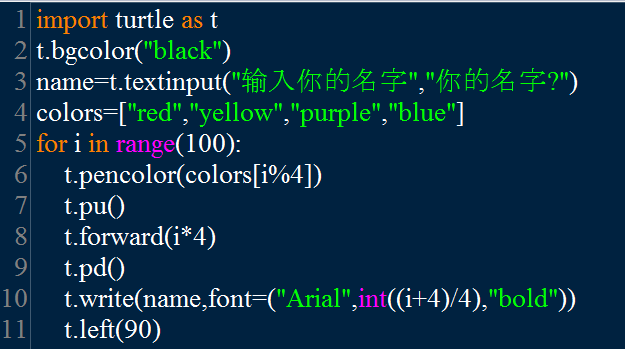 1 import turtle as t
2 t.bgcolor("black")
3 name=t.textinput("输入你的名字","你的名字?")
4 colors=["red","yellow","purple","blue"]
5 for i in range(100):
6     t.pencolor(colors[i%4])
7     t.pu()
8     t.forward(i*4)
9     t.pd()
10     t.write(name,font=("Arial",int((i+4)/4),"bold"))
11     t.left(90)